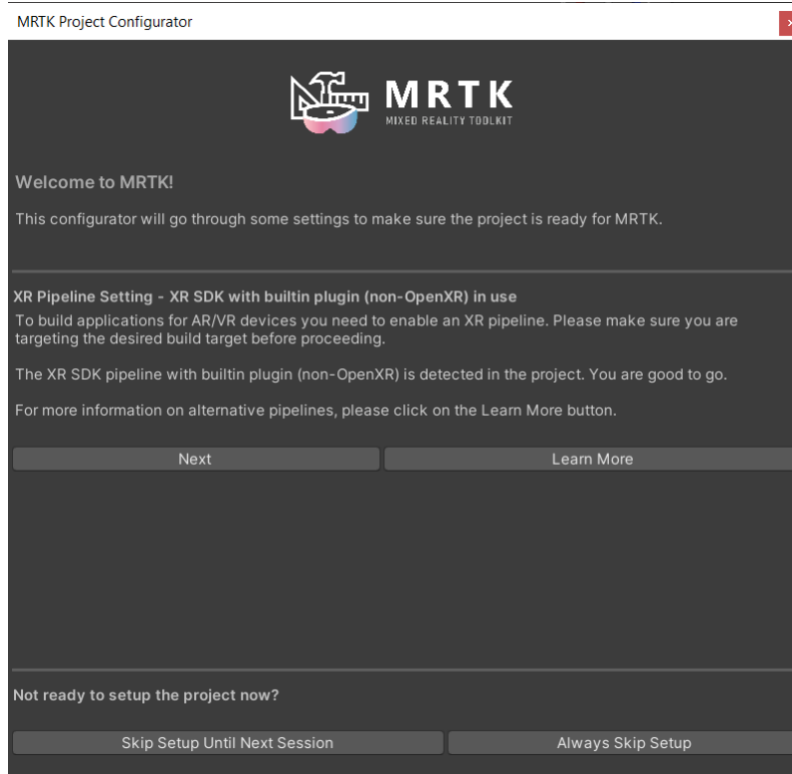 MRTK Project Configurator
MRTK
MIXED REALITY TOOLKIT
Welcome to MRTK!
This configurator will go through some settings to make sure the project is ready for MRTK.
XR Pipeline Setting - XR SDK with builtin plugin (non-OpenXR) in use
To build applications for AR/VR devices you need to enable an XR pipeline. Please make sure you are
targeting the desired build target before proceeding.
The XR SDK pipeline with builtin plugin (non-OpenXR) is detected in the project. You are good to go.
For more information on alternative pipelines, please click on the Learn More button.
Next Learn More
Not ready to setup the project now?
Skip Setup Until Next Session Always Skip Setup